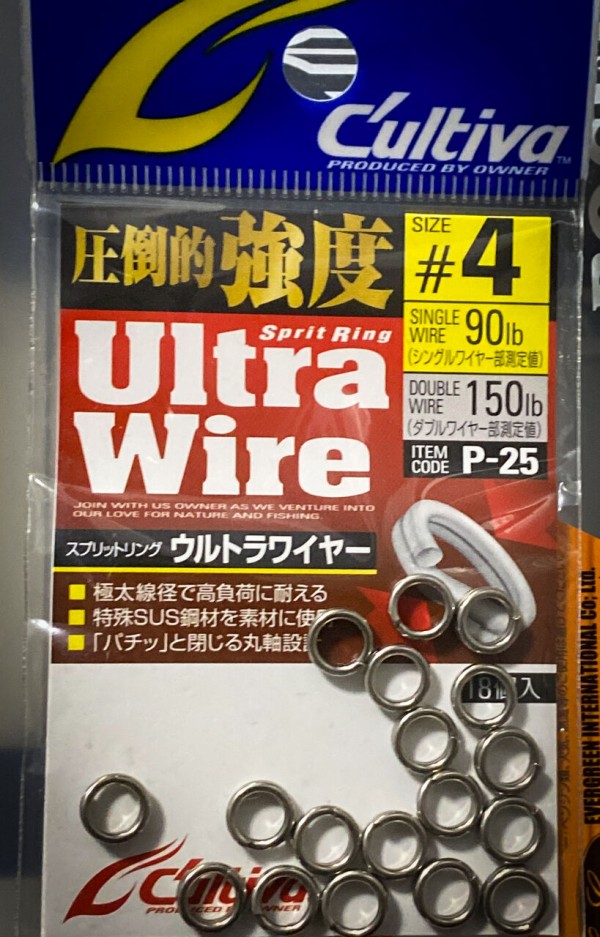 C'ultiva™
PRODUCED BY OWNER
圧倒的強度
SIZE
#4
SINGLE WIRE 90lb
(シングルワイヤー部測定値)
DOUBLE WIRE 150lb
(ダブルワイヤー部測定値)
ITEM CODE P-25
Sprit Ring
Ultra
Wire
JOIN WITH US OWNER AS WE VENTURE INTO
OUR LOVE FOR NATURE AND FISHING.
スプリットリング ウルトラワイヤー
極太線径で高負荷に耐える
特殊SUS鋼材を素材に使
「パチッ」と閉じる丸軸設
18個入
C'ultiva
PRODUCED BY OWNER
EVERGREEN INTERNATIONAL CO; LTD.